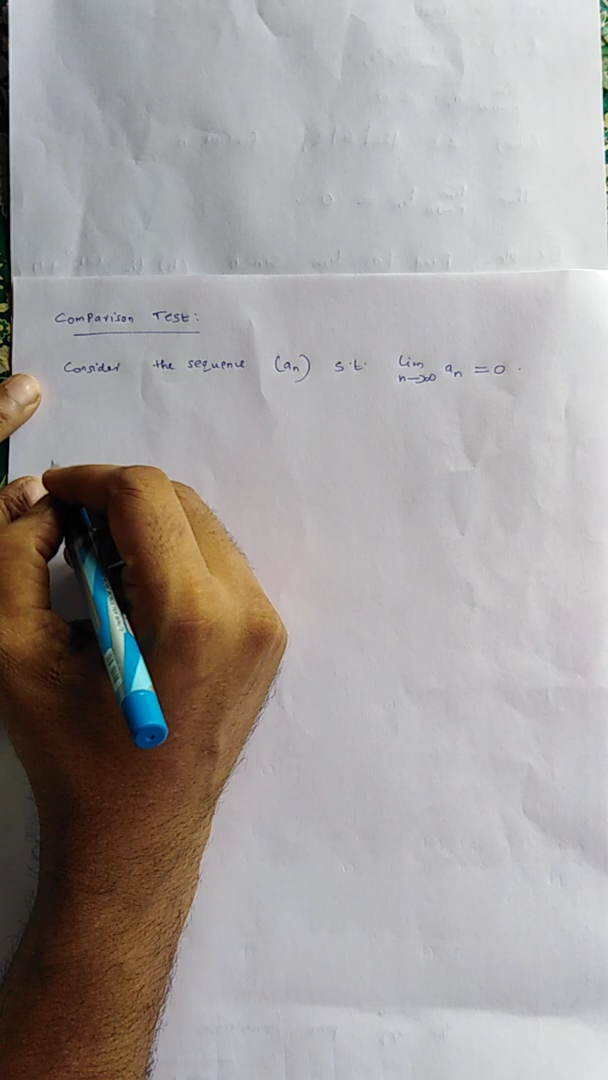 Comparison Test:
Consider the sequence (an) s.t. lim n→∞ an = 0.